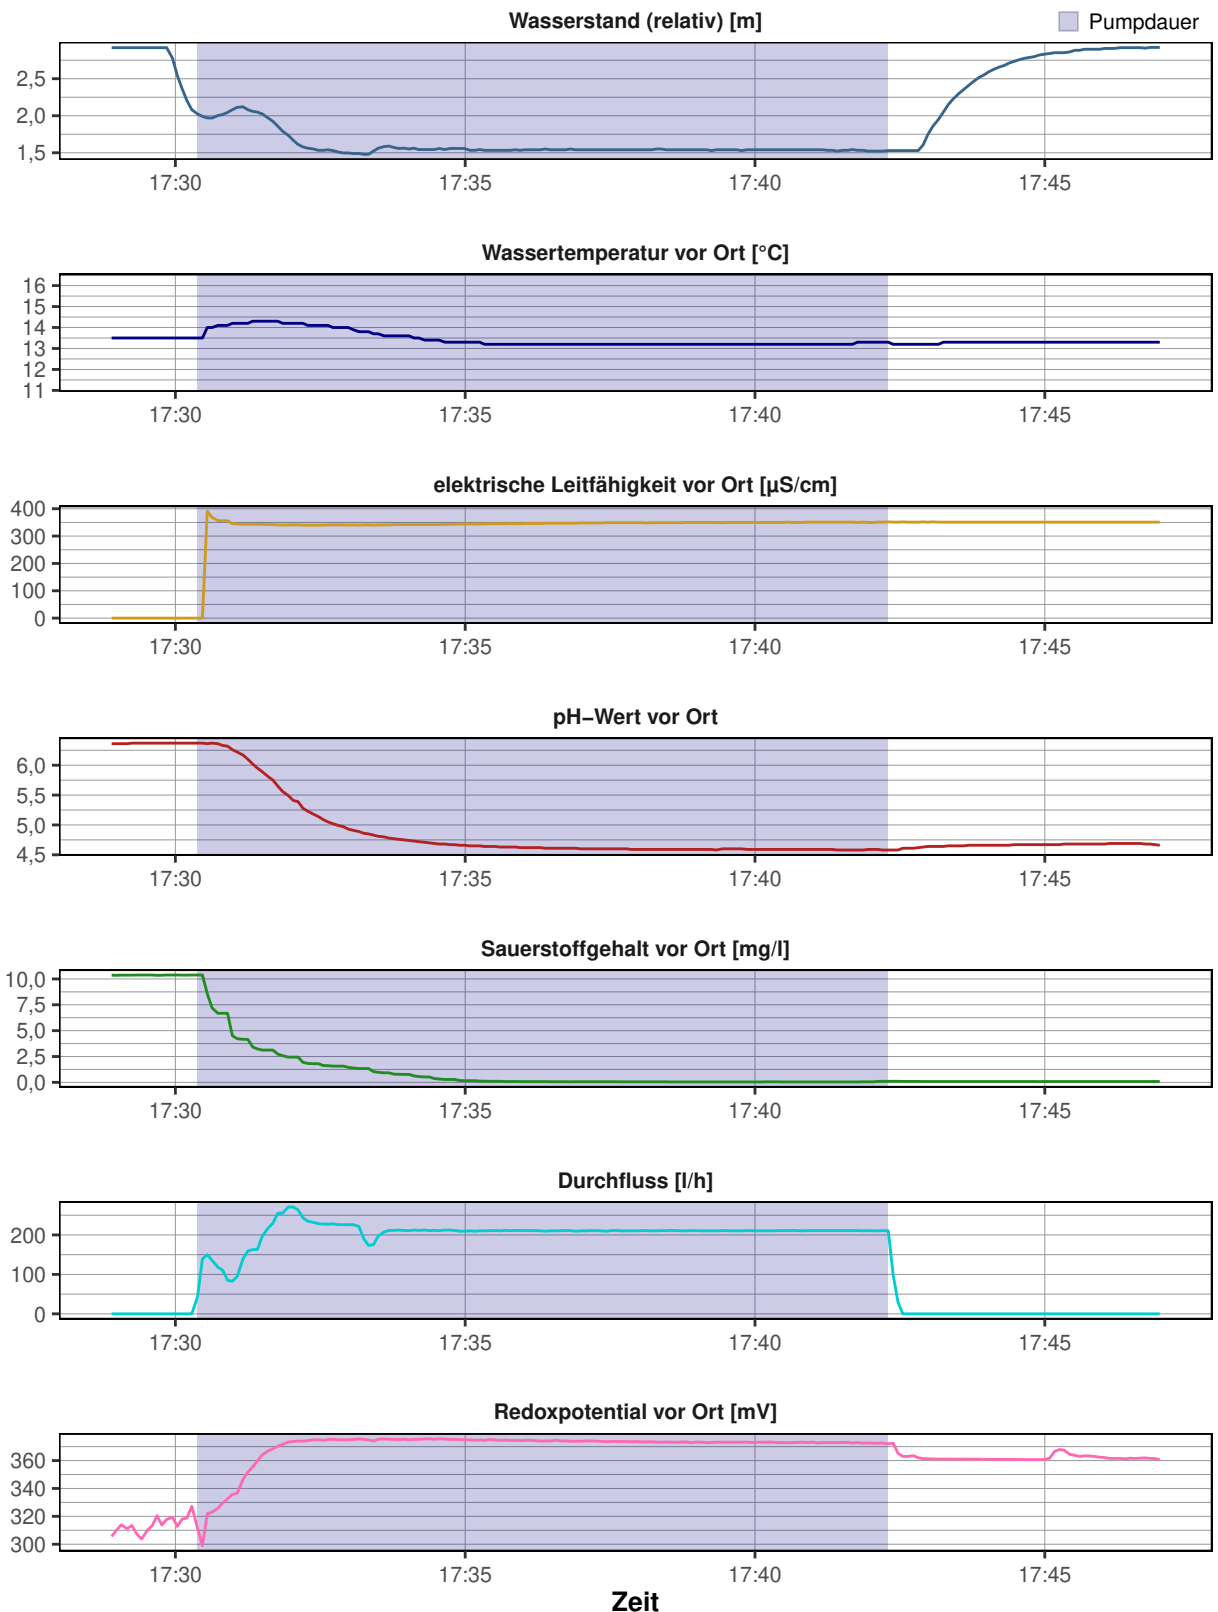 Wasserstand (relativ) [m]
Pumpdauer
2,5
2,0
1,5
17:30 17:35 17:40 17:45
Wassertemperatur vor Ort [°C]
16
15
14
13
12
11
17:30 17:35 17:40 17:45
elektrische Leitfähigkeit vor Ort [µS/cm]
400
300
200
100
0
17:30 17:35 17:40 17:45
pH−Wert vor Ort
6,0
5,5
5,0
4,5
17:30 17:35 17:40 17:45
Sauerstoffgehalt vor Ort [mg/l]
10,0
7,5
5,0
2,5
0,0
17:30 17:35 17:40 17:45
Durchfluss [l/h]
200
100
0
17:30 17:35 17:40 17:45
Redoxpotential vor Ort [mV]
360
340
320
300
17:30 17:35 17:40 17:45
Zeit